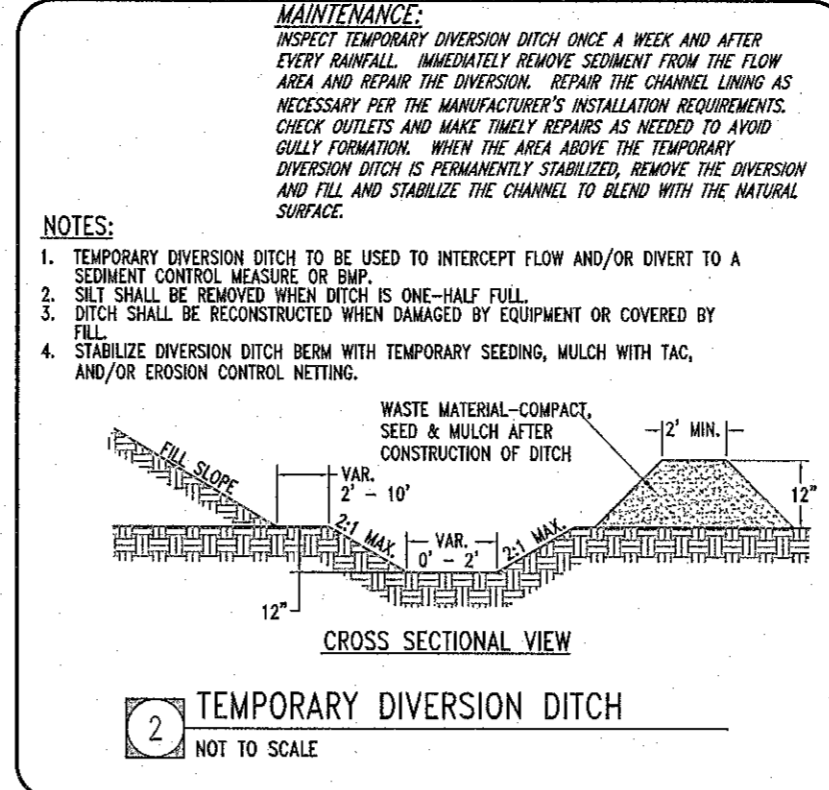 MAINTENANCE:
INSPECT TEMPORARY DIVERSION DITCH ONCE A WEEK AND AFTER
EVERY RAINFALL. IMMEDIATELY REMOVE SEDIMENT FROM THE FLOW
AREA AND REPAIR THE DIVERSION. REPAIR THE CHANNEL LINING AS
NECESSARY PER THE MANUFACTURER'S INSTALLATION REQUIREMENTS.
CHECK OUTLETS AND MAKE TIMELY REPAIRS AS NEEDED TO AVOID
GULLY FORMATION. WHEN THE AREA ABOVE THE TEMPORARY
DIVERSION DITCH IS PERMANENTLY STABILIZED, REMOVE THE DIVERSION
AND FILL AND STABILIZE THE CHANNEL TO BLEND WITH THE NATURAL
SURFACE.
NOTES:
1. TEMPORARY DIVERSION DITCH TO BE USED TO INTERCEPT FLOW AND/OR DIVERT TO A
SEDIMENT CONTROL MEASURE OR BMP.
2. SILT SHALL BE REMOVED WHEN DITCH IS ONE-HALF FULL.
3. DITCH SHALL BE RECONSTRUCTED WHEN DAMAGED BY EQUIPMENT OR COVERED BY
FILL.
4. STABILIZE DIVERSION DITCH BERM WITH TEMPORARY SEEDING, MULCH WITH TAC,
AND/OR EROSION CONTROL NETTING.
WASTE MATERIAL-COMPACT,
SEED & MULCH AFTER
CONSTRUCTION OF DITCH
2' MIN.
12"
FILL SLOPE
VAR.
2' - 10'
2:1 MAX.
VAR.
0' - 2'
2:1 MAX.
12"
CROSS SECTIONAL VIEW
2
TEMPORARY DIVERSION DITCH
NOT TO SCALE